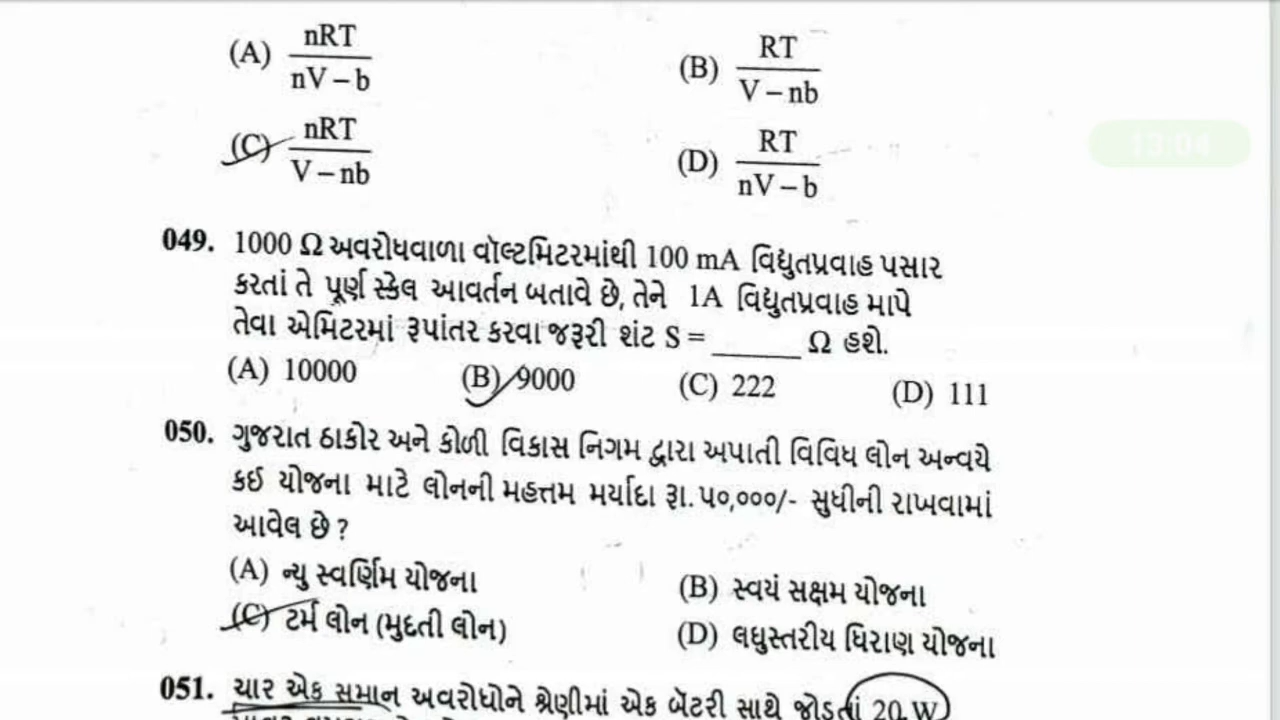 (A) nRT / nV – b (B) RT / V – nb
(C) nRT / V – nb (D) RT / nV – b
049. 1000 Ω અવરોધવાળા વૉલ્ટમિટરમાંથી 100 mA વિદ્યુતપ્રવાહ પસાર
કરતાં તે પૂર્ણ સ્કેલ આવર્તન બતાવે છે, તેને 1A વિદ્યુતપ્રવાહ માપે
તેવા એમિટરમાં રૂપાંતર કરવા જરૂરી શંટ S = ______ Ω હશે.
(A) 10000 (B) 9000 (C) 222 (D) 111
050. ગુજરાત ઠાકોર અને કોળી વિકાસ નિગમ દ્વારા અપાતી વિવિધ લોન અન્વયે
કઈ યોજના માટે લોનની મહત્તમ મર્યાદા રૂા. ૫૦,૦૦૦/- સુધીની રાખવામાં
આવેલ છે ?
(A) ન્યુ સ્વર્ણિમ યોજના (B) સ્વયં સક્ષમ યોજના
(C) ટર્મ લોન (મુદતી લોન) (D) લઘુસ્તરીય ધિરાણ યોજના
051. ચાર એક સમાન અવરોધોને શ્રેણીમાં એક બૅટરી સાથે જોડતાં 20 W
13:04